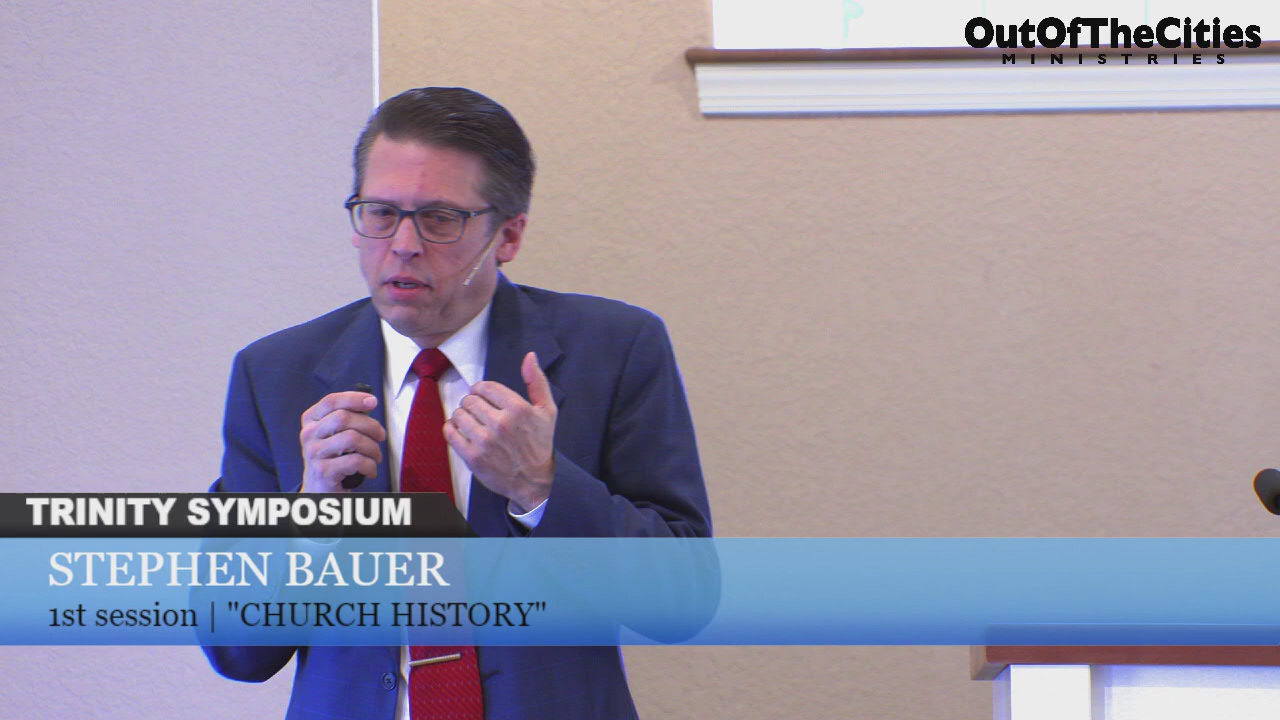 OutOfTheCities
MINISTRIES
TRINITY SYMPOSIUM
STEPHEN BAUER
1st session | "CHURCH HISTORY"